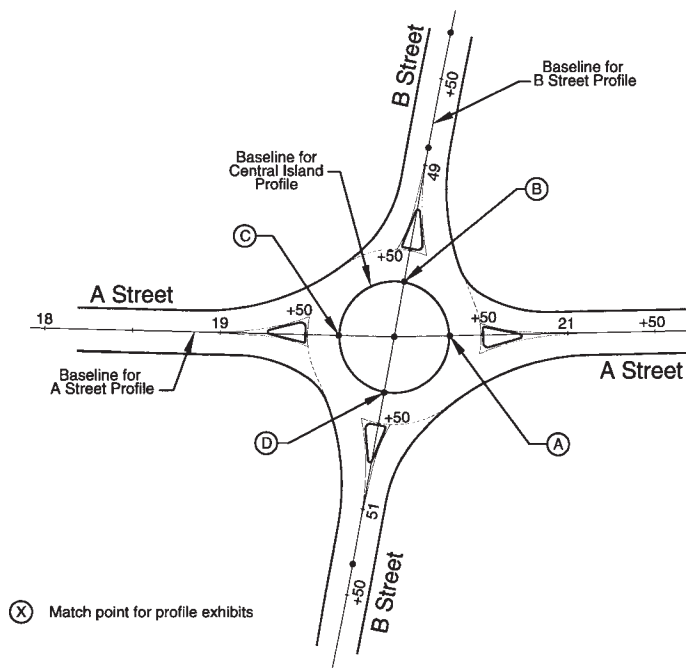 B Street
+50
Baseline for
B Street Profile
49
Baseline for
Central Island
Profile
B
C
+50
18
A Street
19
+50
+50
21
+50
Baseline for
A Street Profile
A Street
+50
D
A
51
+50
B Street
X Match point for profile exhibits